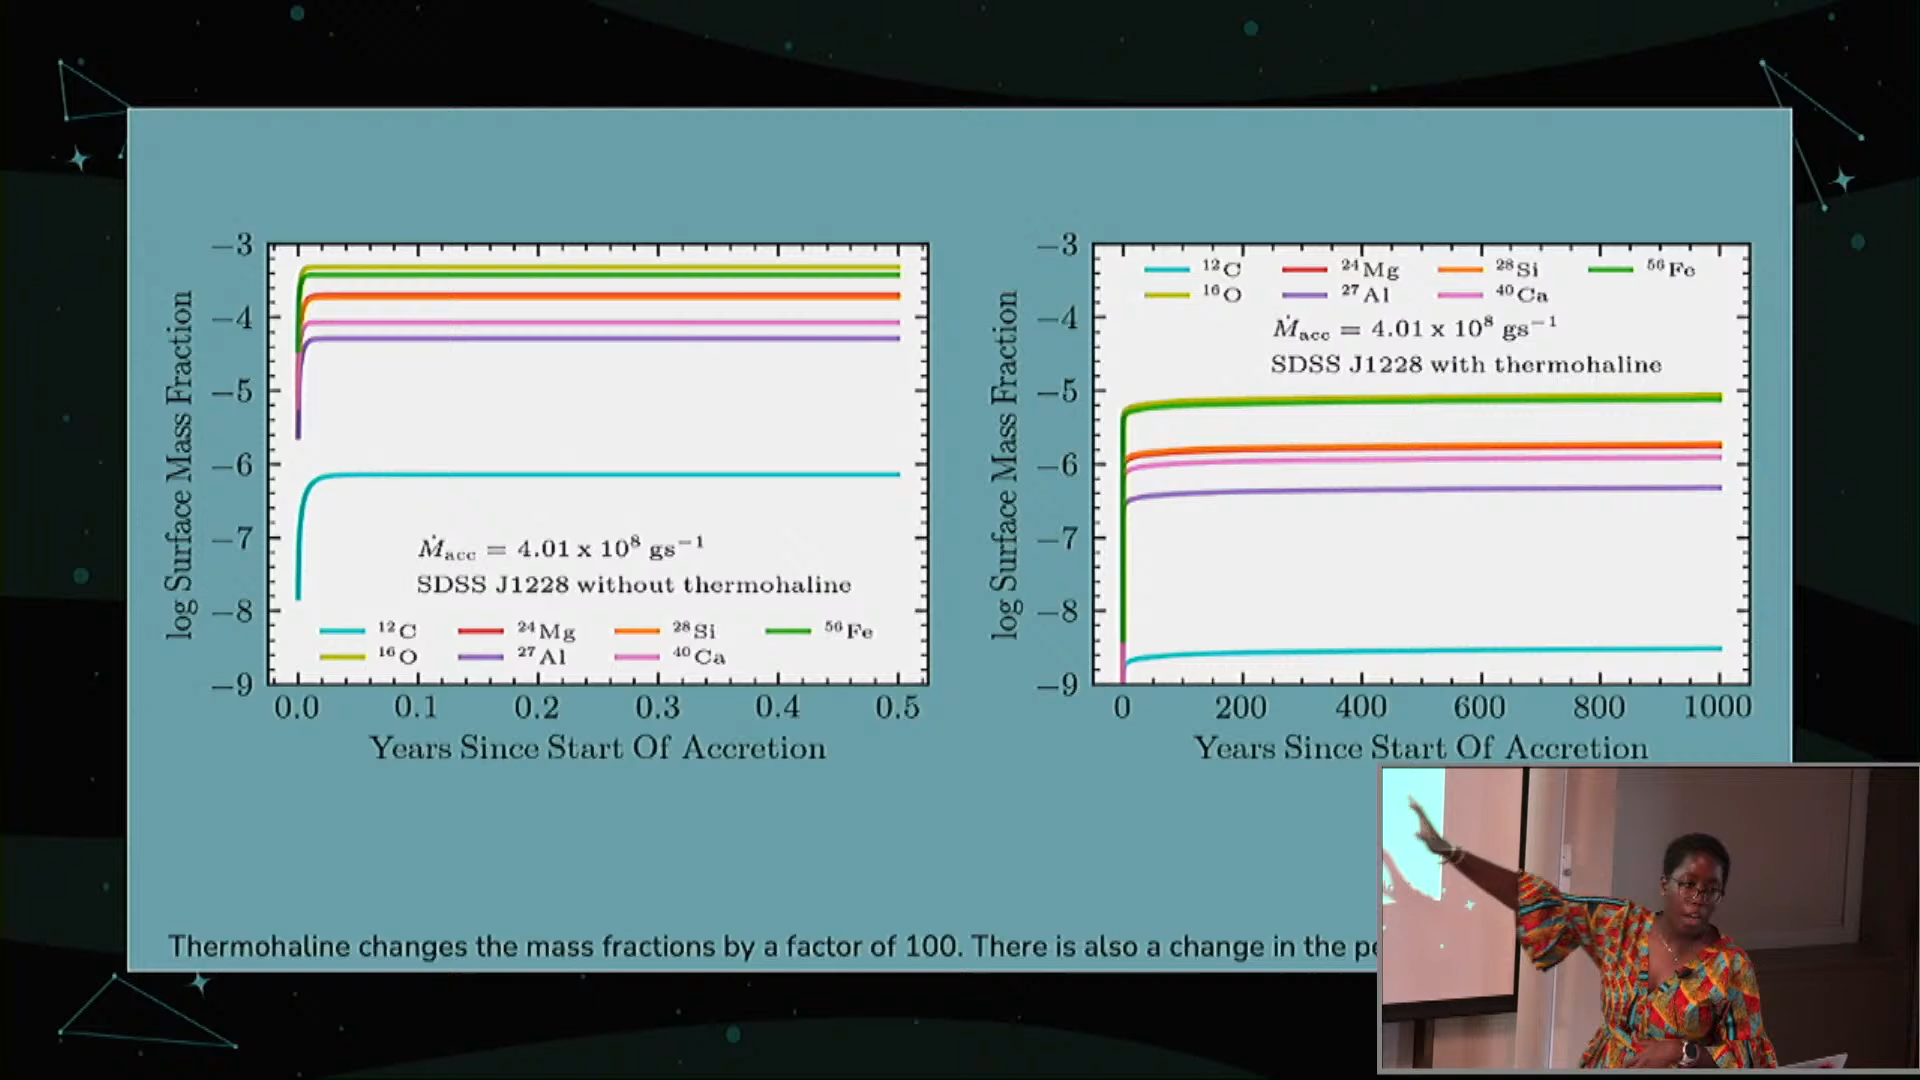 −3
−4
−5
−6
−7
−8
−9
log Surface Mass Fraction
Ṁacc = 4.01 x 10⁸ gs⁻¹
SDSS J1228 without thermohaline
¹²C ²⁴Mg ²⁸Si ⁵⁶Fe
¹⁶O ²⁷Al ⁴⁰Ca
0.0 0.1 0.2 0.3 0.4 0.5
Years Since Start Of Accretion
−3
−4
−5
−6
−7
−8
−9
log Surface Mass Fraction
¹²C ²⁴Mg ²⁸Si ⁵⁶Fe
¹⁶O ²⁷Al ⁴⁰Ca
Ṁacc = 4.01 x 10⁸ gs⁻¹
SDSS J1228 with thermohaline
0 200 400 600 800 1000
Years Since Start Of Accretion
Thermohaline changes the mass fractions by a factor of 100. There is also a change in the